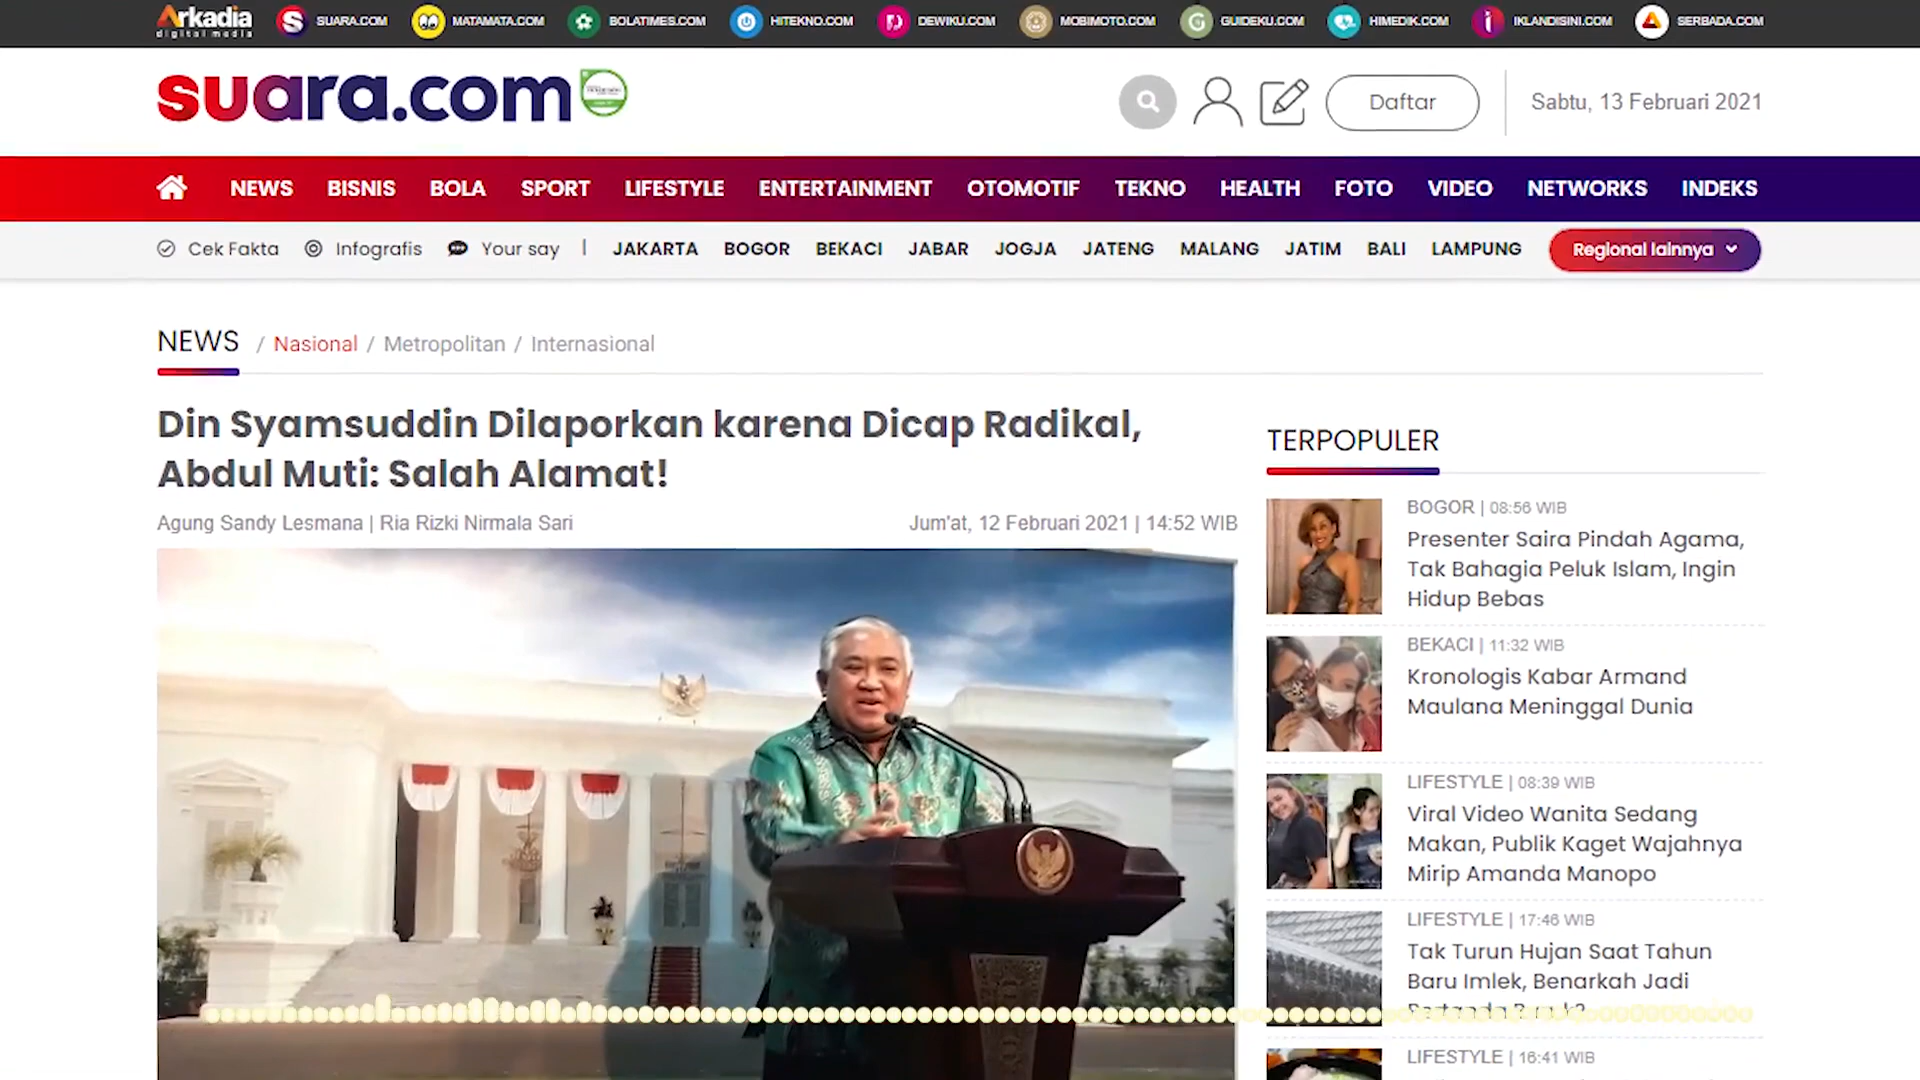 Arkadia
digital media
SUARA.COM
MATAMATA.COM
BOLATIMES.COM
HITEKNO.COM
DEWIKU.COM
MOBIMOTO.COM
GUIDEKU.COM
HIMEDIK.COM
IKLANDISINI.COM
SERBADA.COM
suara.com
Daftar
Sabtu, 13 Februari 2021
NEWS BISNIS BOLA SPORT LIFESTYLE ENTERTAINMENT OTOMOTIF TEKNO HEALTH FOTO VIDEO NETWORKS INDEKS
Cek Fakta Infografis Your say | JAKARTA BOGOR BEKACI JABAR JOGJA JATENG MALANG JATIM BALI LAMPUNG Regional lainnya
NEWS / Nasional / Metropolitan / Internasional
Din Syamsuddin Dilaporkan karena Dicap Radikal,
Abdul Muti: Salah Alamat!
Agung Sandy Lesmana | Ria Rizki Nirmala Sari
Jum'at, 12 Februari 2021 | 14:52 WIB
TERPOPULER
BOGOR | 08:56 WIB
Presenter Saira Pindah Agama,
Tak Bahagia Peluk Islam, Ingin
Hidup Bebas
BEKACI | 11:32 WIB
Kronologis Kabar Armand
Maulana Meninggal Dunia
LIFESTYLE | 08:39 WIB
Viral Video Wanita Sedang
Makan, Publik Kaget Wajahnya
Mirip Amanda Manopo
LIFESTYLE | 17:46 WIB
Tak Turun Hujan Saat Tahun
Baru Imlek, Benarkah Jadi
LIFESTYLE | 16:41 WIB